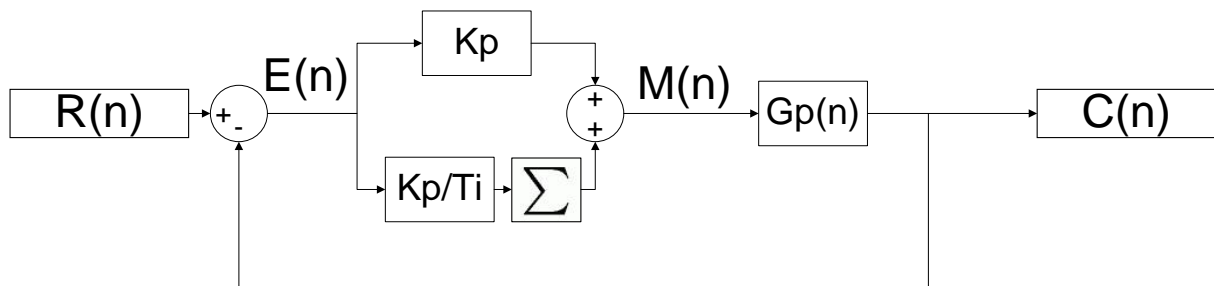 Kp
E(n)
M(n)
R(n)
+
-
+
+
Gp(n)
C(n)
Kp/Ti
∑